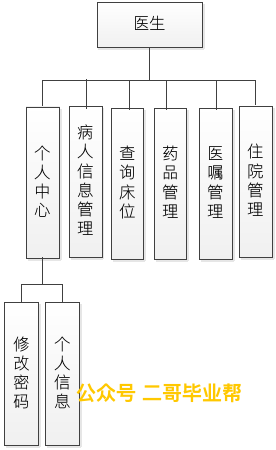 医生
个人中心
病人信息管理
查询床位
药品管理
医嘱管理
住院管理
修改密码
个人信息
公众号 二哥毕业帮